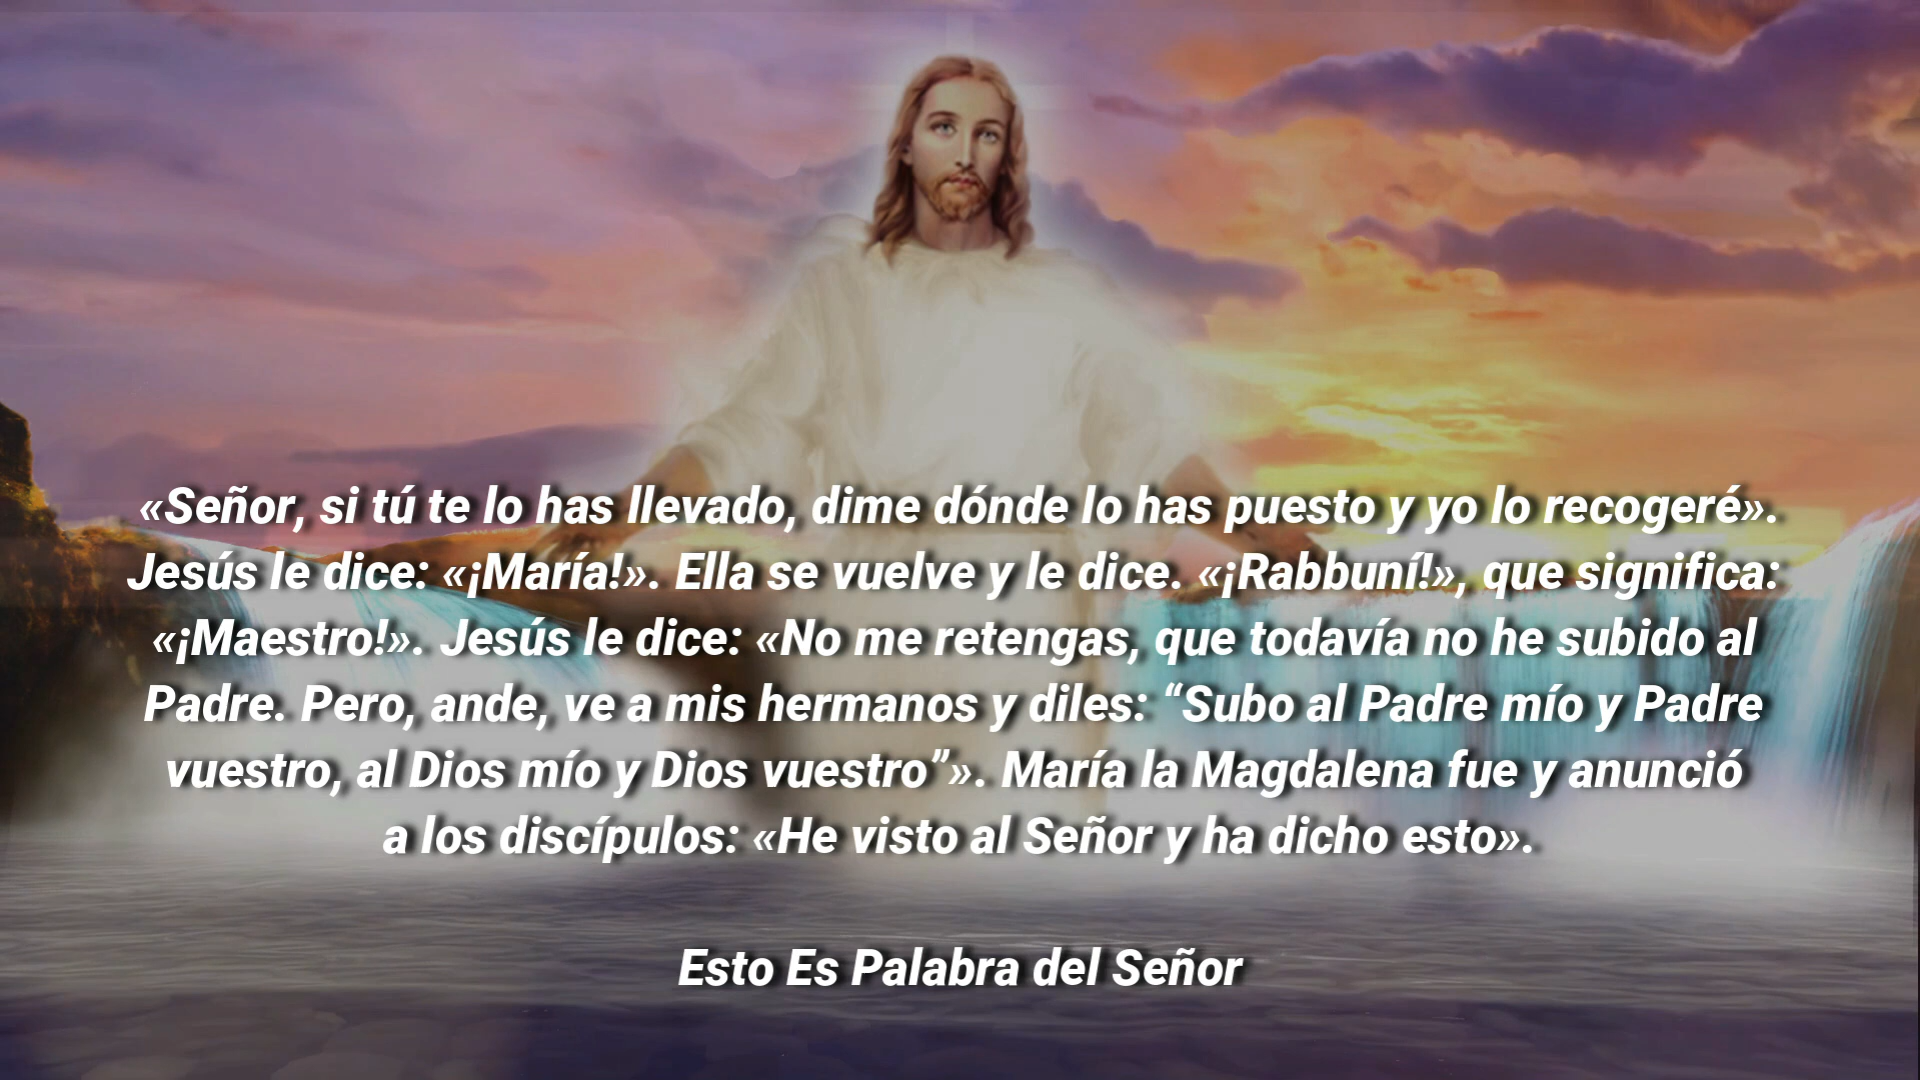 «Señor, si tú te lo has llevado, dime dónde lo has puesto y yo lo recogeré».
Jesús le dice: «¡María!». Ella se vuelve y le dice. «¡Rabbuní!», que significa:
«¡Maestro!». Jesús le dice: «No me retengas, que todavía no he subido al
Padre. Pero, ande, ve a mis hermanos y diles: “Subo al Padre mío y Padre
vuestro, al Dios mío y Dios vuestro”». María la Magdalena fue y anunció
a los discípulos: «He visto al Señor y ha dicho esto».
Esto Es Palabra del Señor